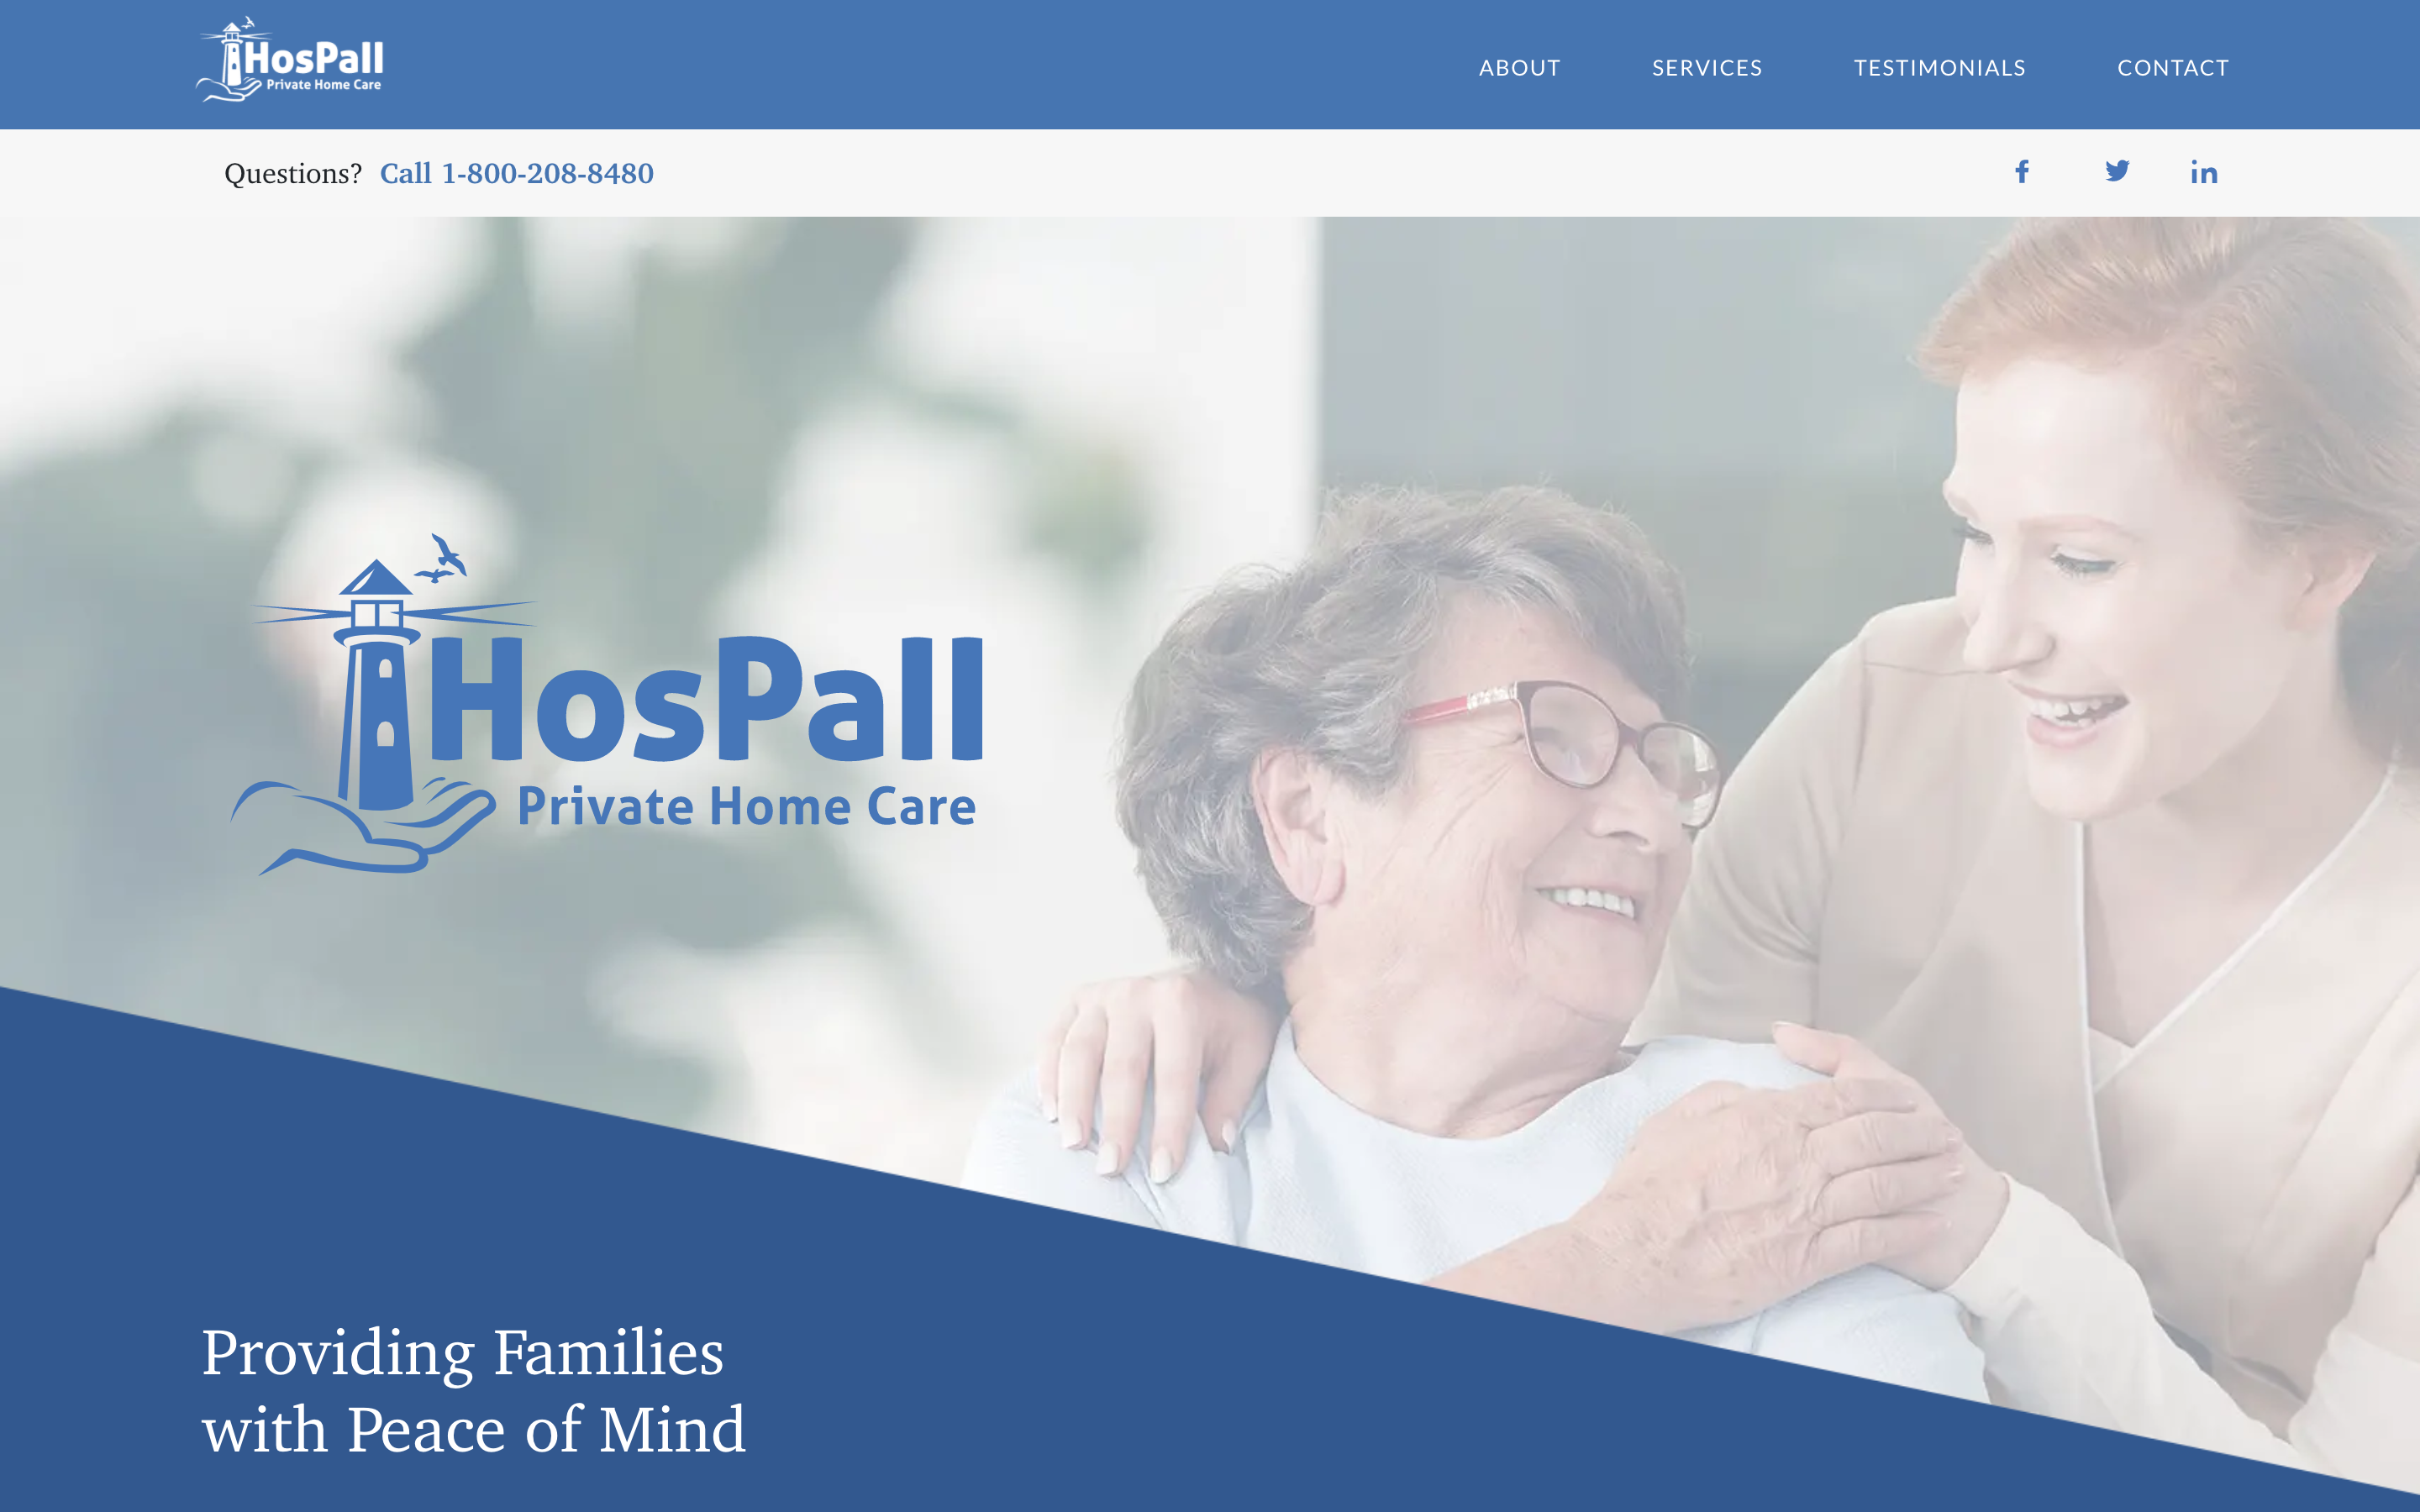 HosPall
Private Home Care
ABOUT
SERVICES
TESTIMONIALS
CONTACT
Questions? Call 1-800-208-8480
HosPall
Private Home Care
Providing Families
with Peace of Mind